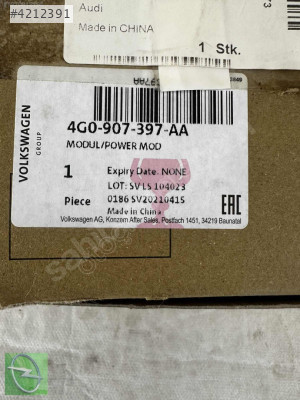 #4212391
Audi
Made in CHINA
1 Stk.
VOLKSWAGEN
GROUP
4G0-907-397-AA
MODUL/POWER MOD
1
Piece
Expiry Date: NONE
LOT: SVLS 104023
0186 SV20210415
Made in China
EAC
Volkswagen AG, Konzern After Sales, Postfach 1451, 34219 Baunatal